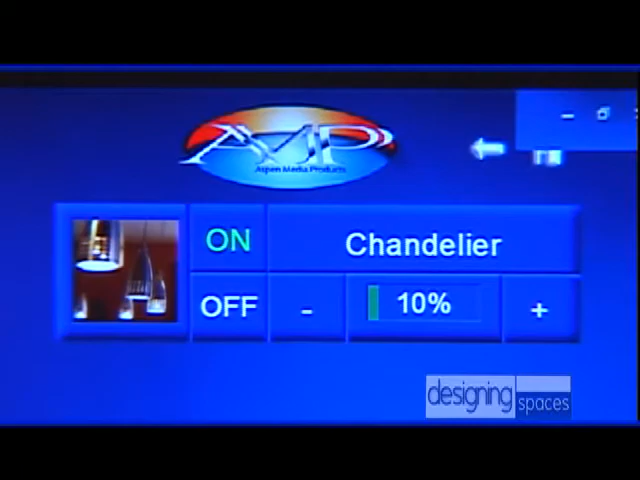 AMP
Aspen Media Products
ON
Chandelier
OFF
-
10%
+
designing
spaces